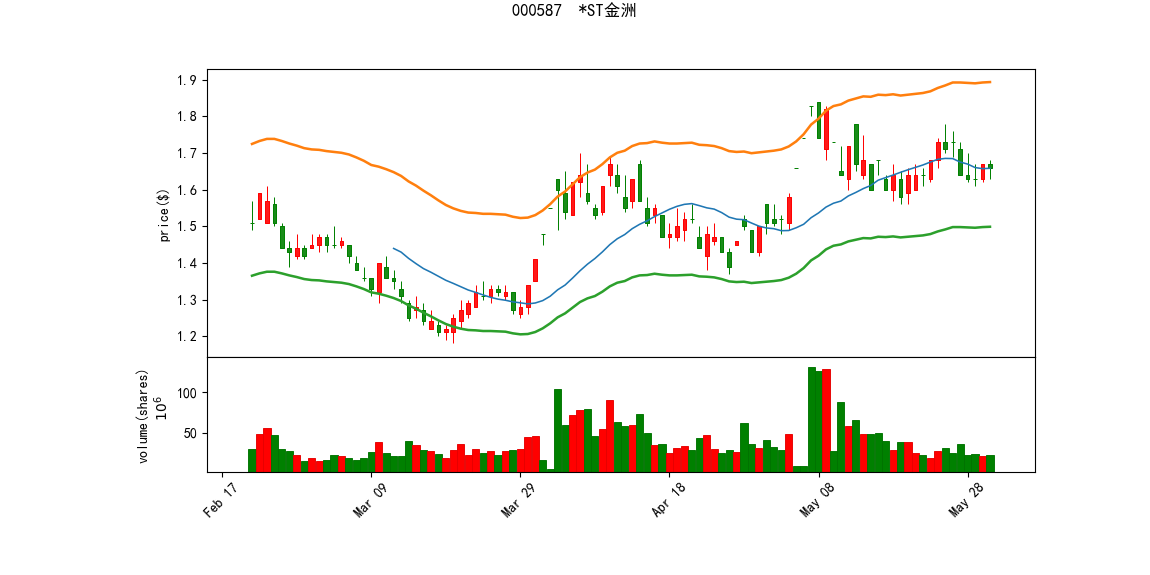 000587 *ST金洲
1.9
1.8
1.7
1.6
1.5
1.4
1.3
1.2
price($)
100
50
volume(shares)
10^6
Feb 17
Mar 09
Mar 29
Apr 18
May 08
May 28